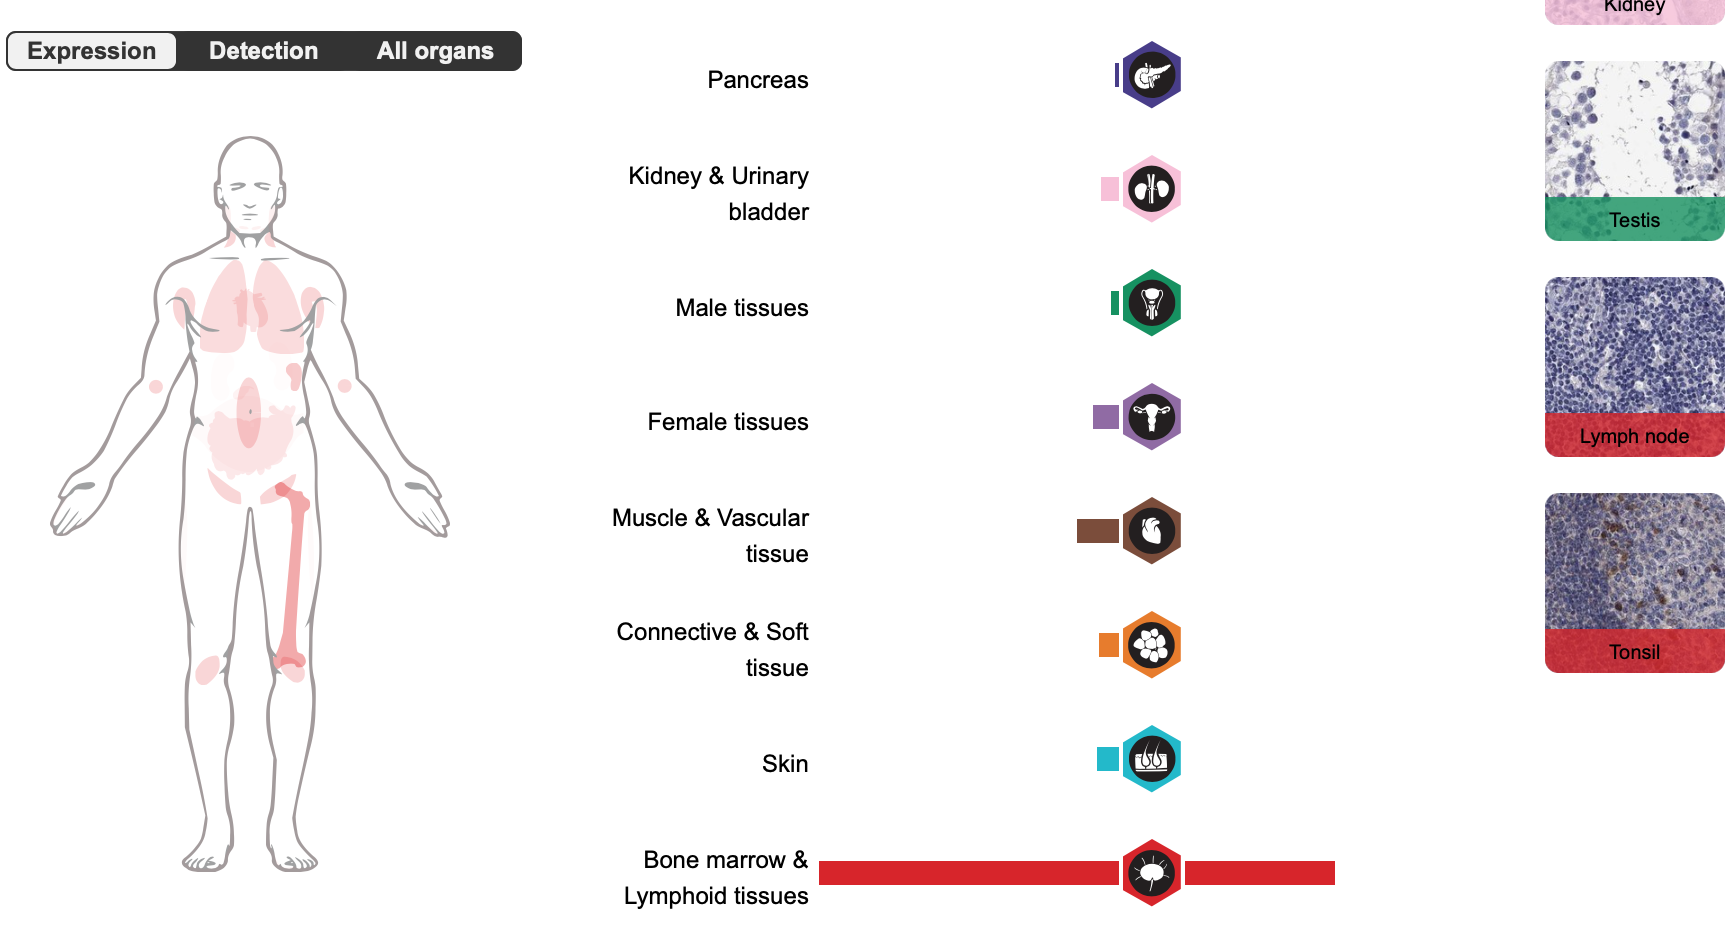 Expression Detection All organs
Pancreas
Kidney & Urinary
bladder
Male tissues
Female tissues
Muscle & Vascular
tissue
Connective & Soft
tissue
Skin
Bone marrow &
Lymphoid tissues
Kidney
Testis
Lymph node
Tonsil